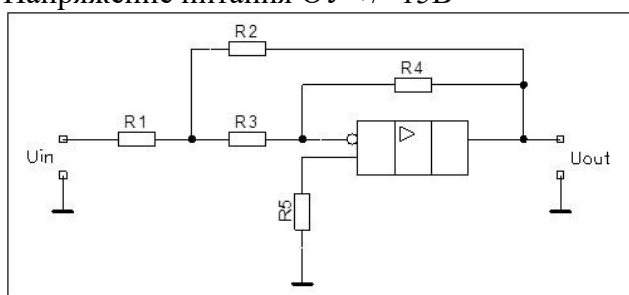 Напряжение питания ОУ +/- 15В
R2
R4
R1
R3
Uin
Uout
R5